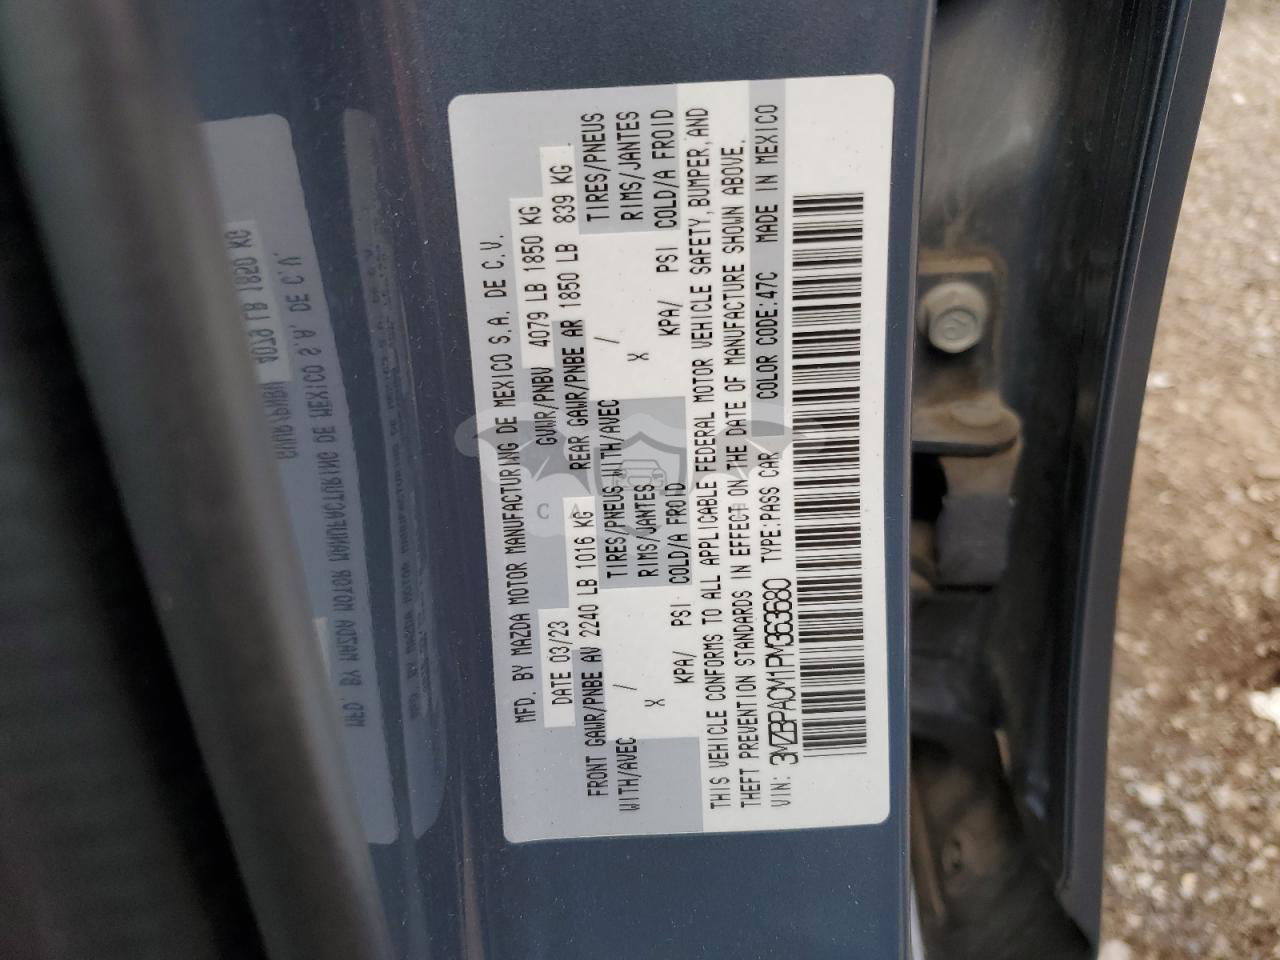 MFD. BY MAZDA MOTOR MANUFACTURING DE MEXICO S.A. DE C.V.
DATE 03/23 GVWR/PNBV 4079 LB 1850 KG
FRONT GAWR/PNBE AV 2240 LB 1016 KG REAR GAWR/PNBE AR 1850 LB 839 KG
WITH/AVEC / TIRES/PNEUS WITH/AVEC / TIRES/PNEUS
X RIMS/JANTES X RIMS/JANTES
KPA/ PSI COLD/A FROID KPA/ PSI COLD/A FROID
THIS VEHICLE CONFORMS TO ALL APPLICABLE FEDERAL MOTOR VEHICLE SAFETY, BUMPER, AND
THEFT PREVENTION STANDARDS IN EFFECT ON THE DATE OF MANUFACTURE SHOWN ABOVE.
VIN: 3MZBPACM1PM363680 TYPE: PASS CAR COLOR CODE: 47C MADE IN MEXICO